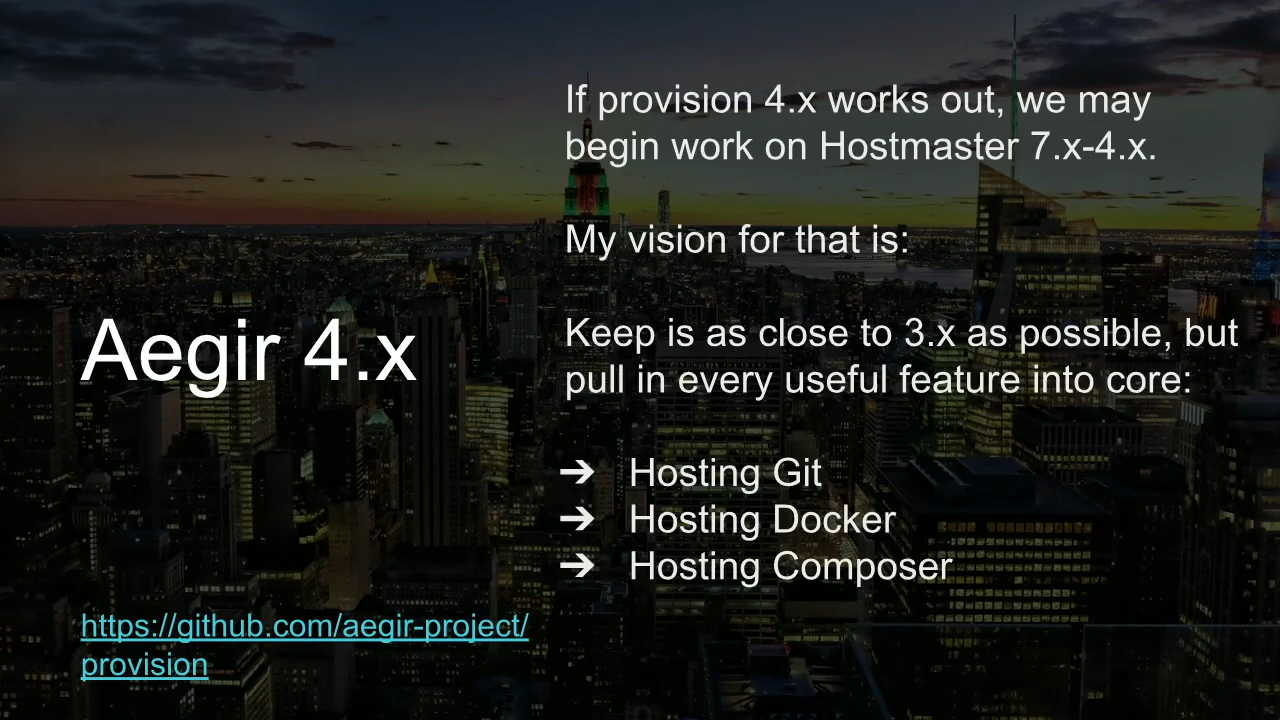 Aegir 4.x
https://github.com/aegir-project/
provision
If provision 4.x works out, we may
begin work on Hostmaster 7.x-4.x.
My vision for that is:
Keep is as close to 3.x as possible, but
pull in every useful feature into core:
➔ Hosting Git
➔ Hosting Docker
➔ Hosting Composer